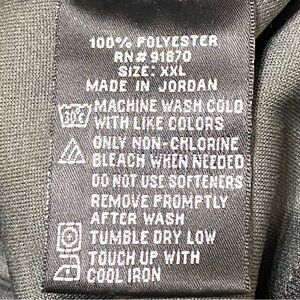 100% POLYESTER
RN# 91870
SIZE: XXL
MADE IN JORDAN
MACHINE WASH COLD
WITH LIKE COLORS
ONLY NON-CHLORINE
BLEACH WHEN NEEDED
DO NOT USE SOFTENERS
REMOVE PROMPTLY
AFTER WASH
TUMBLE DRY LOW
TOUCH UP WITH
COOL IRON